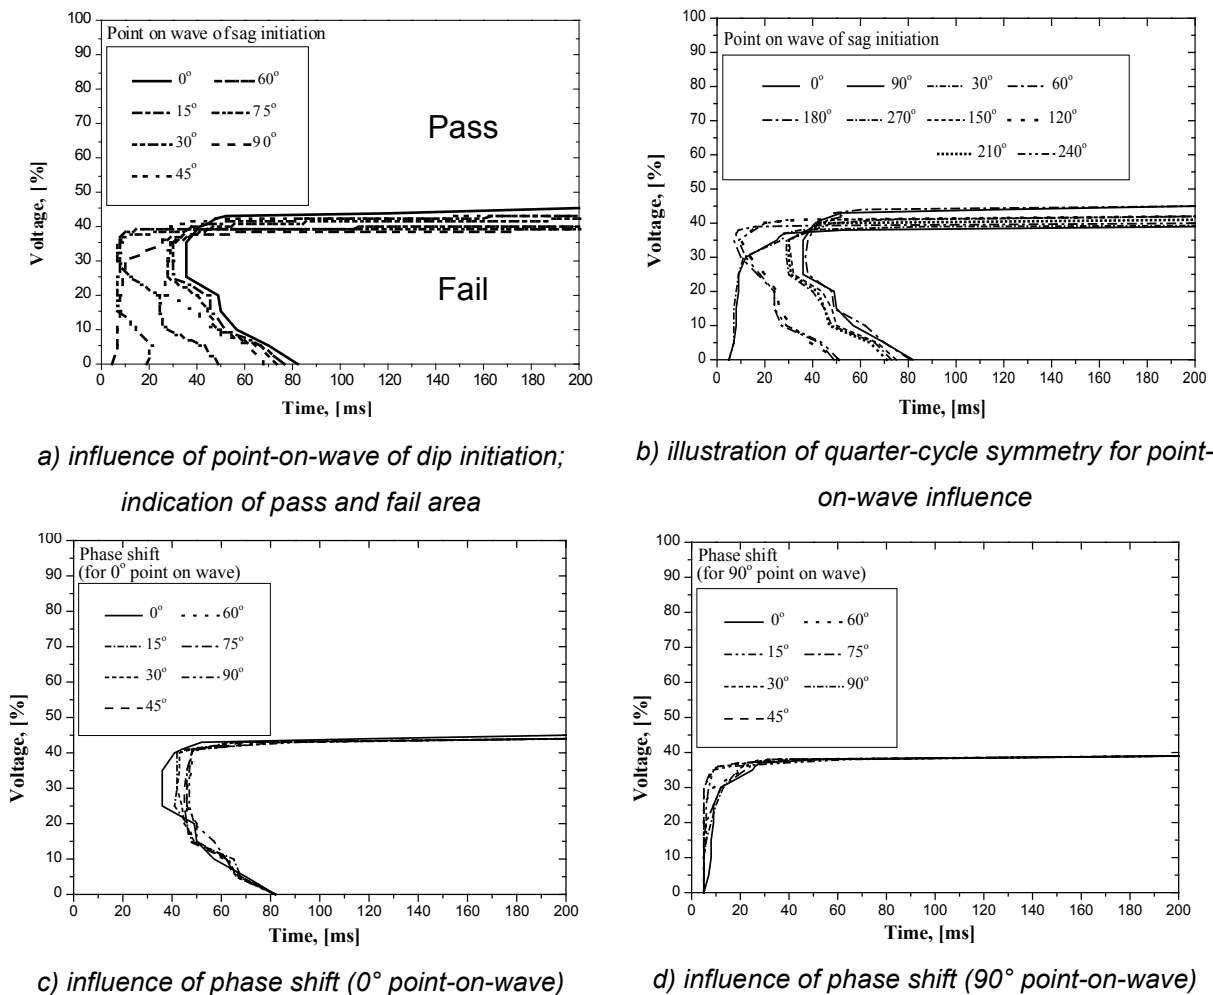 Point on wave of sag initiation
0° 60°
15° 75°
30° 90°
45°
Pass
Fail
Voltage, [%]
100
90
80
70
60
50
40
30
20
10
0
0 20 40 60 80 100 120 140 160 180 200
Time, [ms]
a) influence of point-on-wave of dip initiation;
indication of pass and fail area
Point on wave of sag initiation
0° 90° 30° 60°
180° 270° 150° 120°
210° 240°
Voltage, [%]
100
90
80
70
60
50
40
30
20
10
0
0 20 40 60 80 100 120 140 160 180 200
Time, [ms]
b) illustration of quarter-cycle symmetry for point-
on-wave influence
Phase shift
(for 0° point on wave)
0° 60°
15° 75°
30° 90°
45°
Voltage, [%]
100
90
80
70
60
50
40
30
20
10
0
0 20 40 60 80 100 120 140 160 180 200
Time, [ms]
c) influence of phase shift (0° point-on-wave)
Phase shift
(for 90° point on wave)
0° 60°
15° 75°
30° 90°
45°
Voltage, [%]
100
90
80
70
60
50
40
30
20
10
0
0 20 40 60 80 100 120 140 160 180 200
Time, [ms]
d) influence of phase shift (90° point-on-wave)